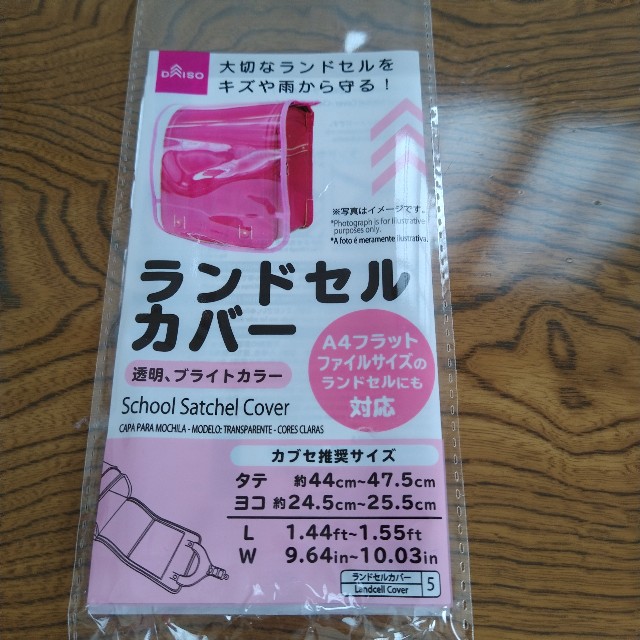 DAISO
大切なランドセルを
キズや雨から守る!
※写真はイメージです。
*Photograph is for illustrative
purposes only.
*A foto é meramente ilustrativa.
ランドセル
カバー
透明、ブライトカラー
A4フラット
ファイルサイズの
ランドセルにも
対応
School Satchel Cover
CAPA PARA MOCHILA - MODELO: TRANSPARENTE - CORES CLARAS
カブセ推奨サイズ
タテ 約44cm~47.5cm
ヨコ 約24.5cm~25.5cm
L 1.44ft~1.55ft
W 9.64in~10.03in
ランドセルカバー
Landcell Cover
5